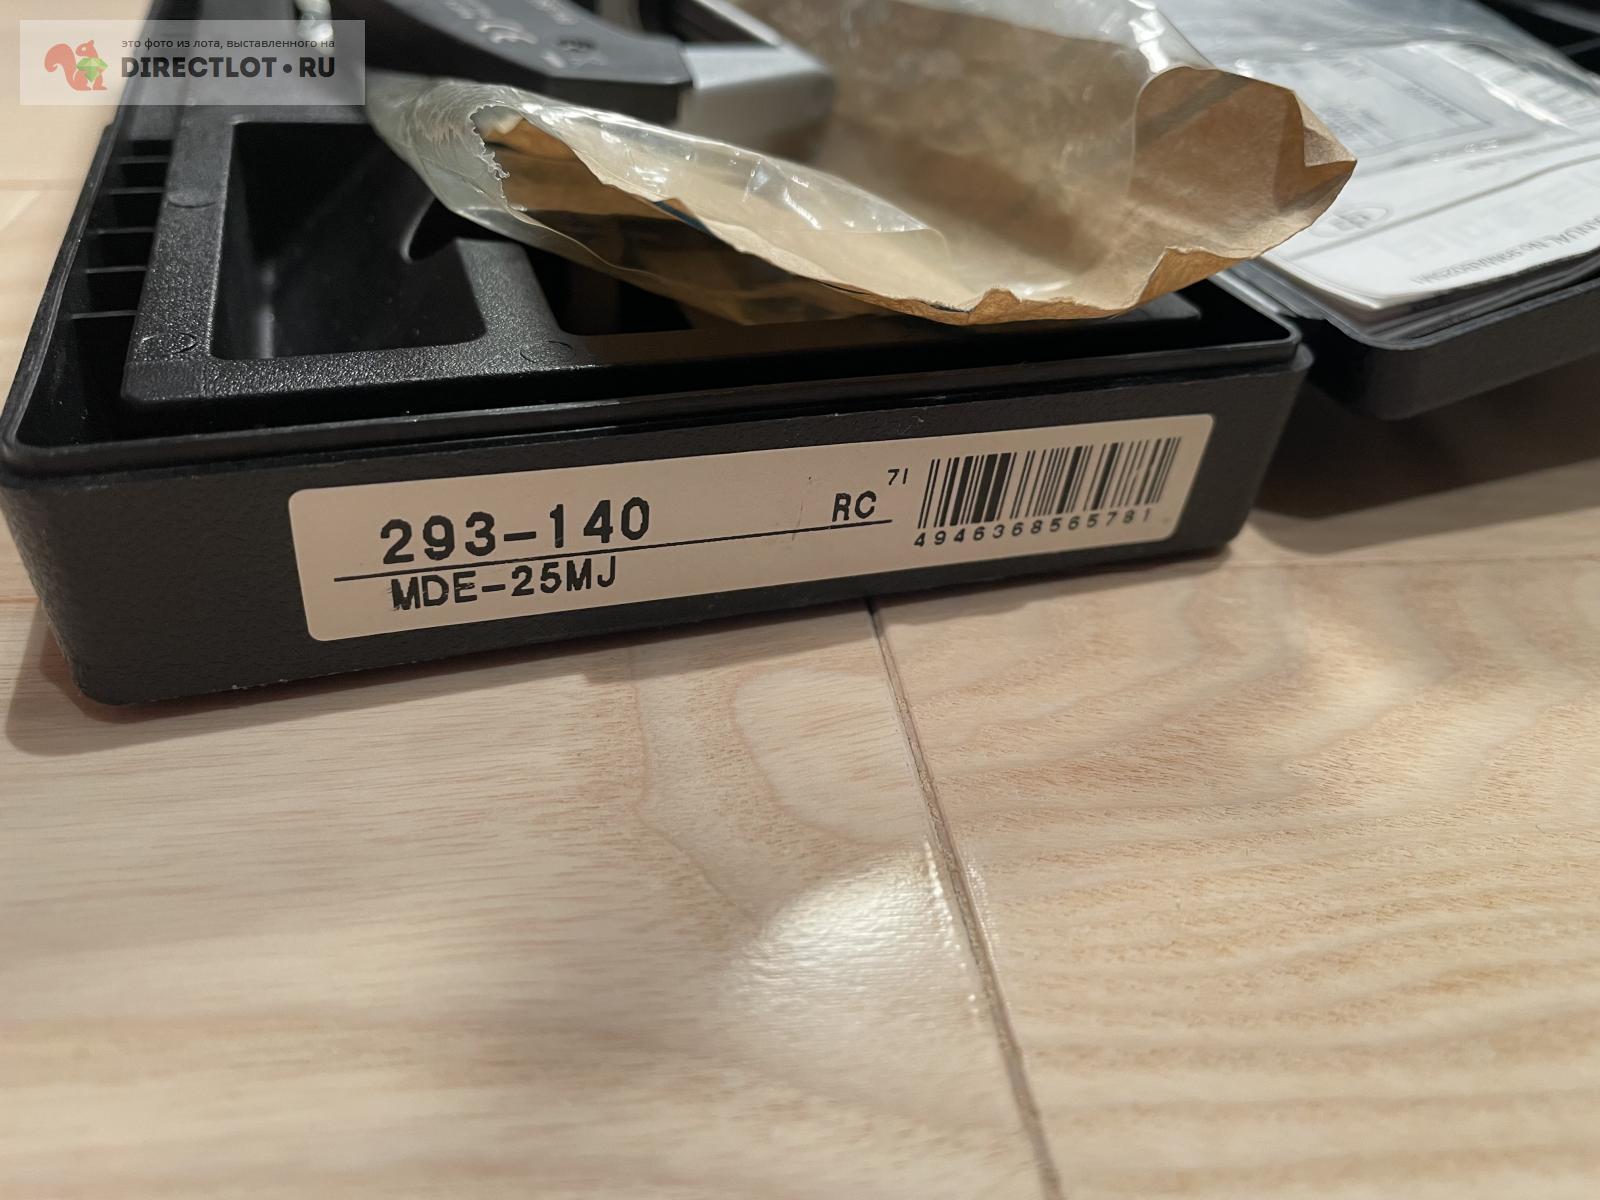 это фото из лота, выставленного на
DIRECTLOT•RU
293-140
RC
71
MDE-25MJ
4946368565781